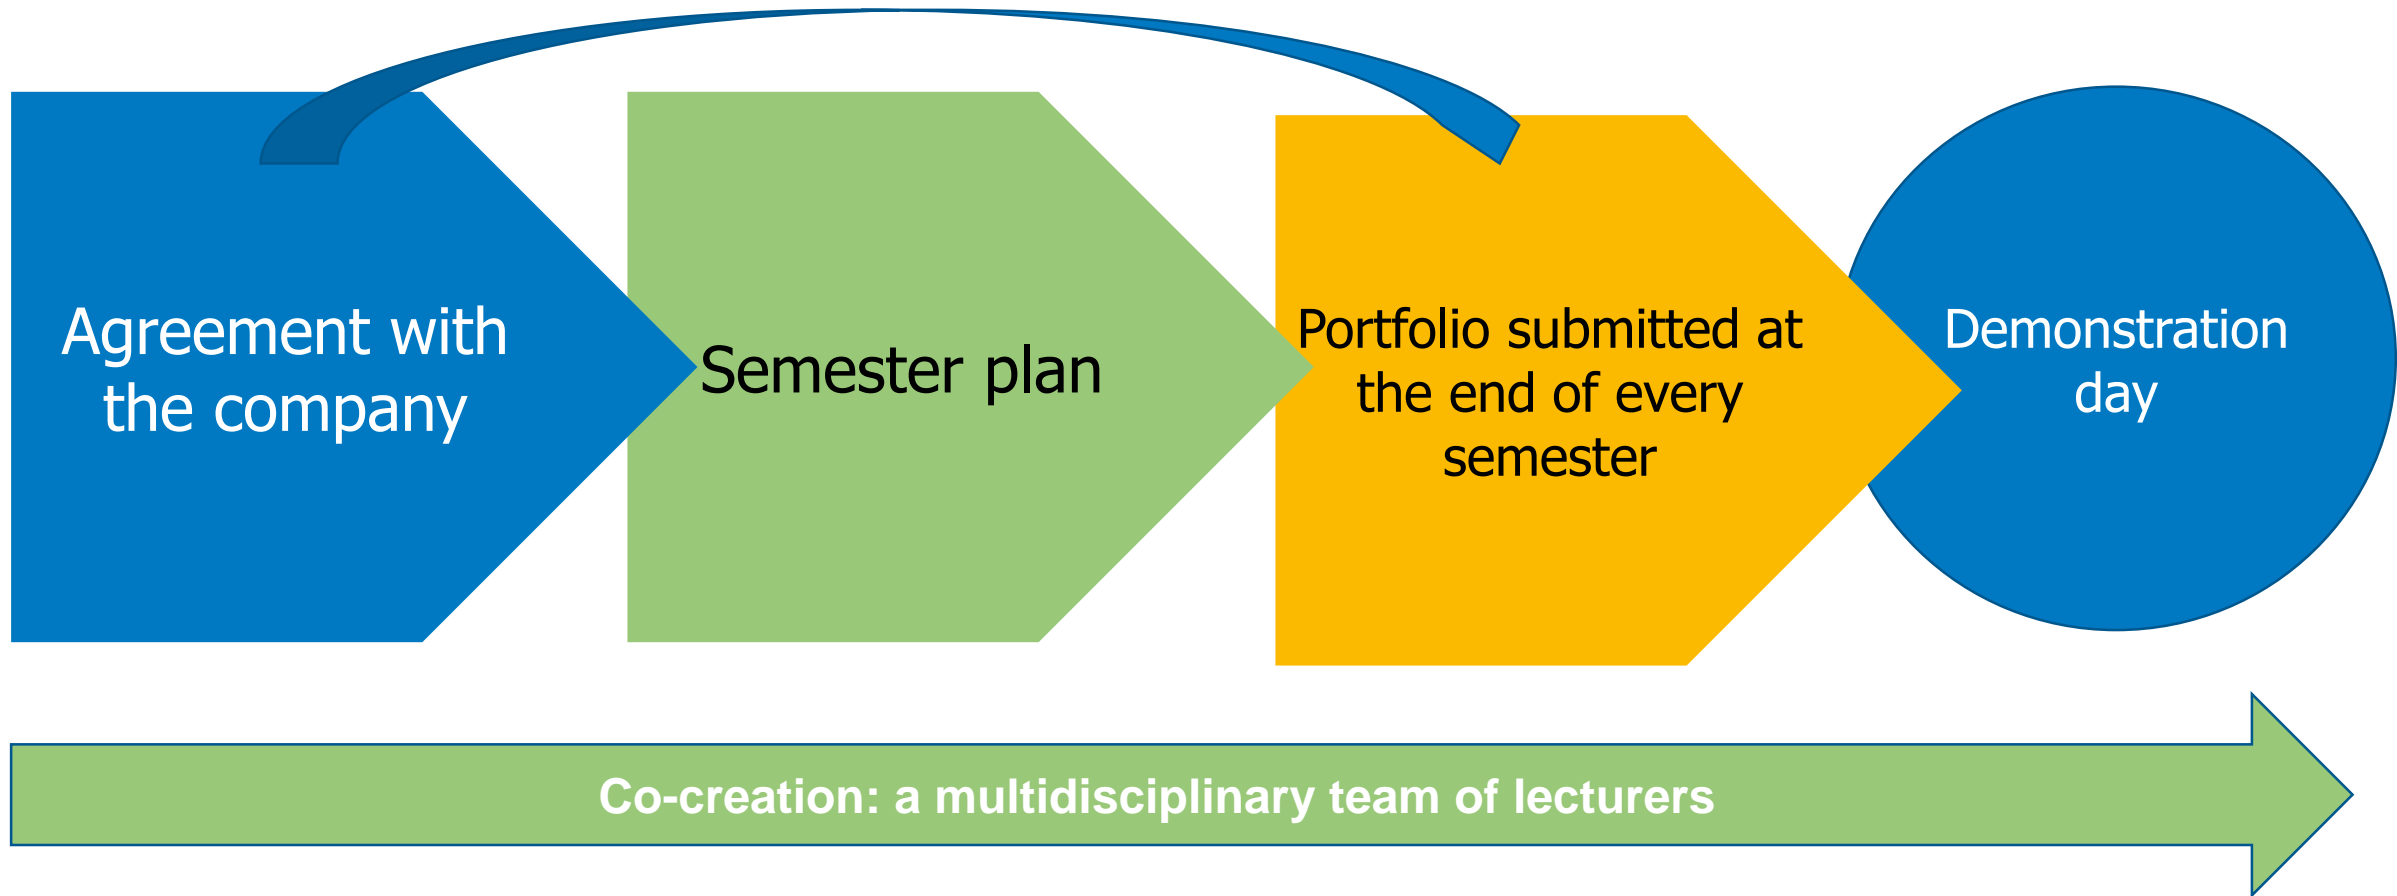 Agreement with
the company
Semester plan
Portfolio submitted at
the end of every
semester
Demonstration
day
Co-creation: a multidisciplinary team of lecturers